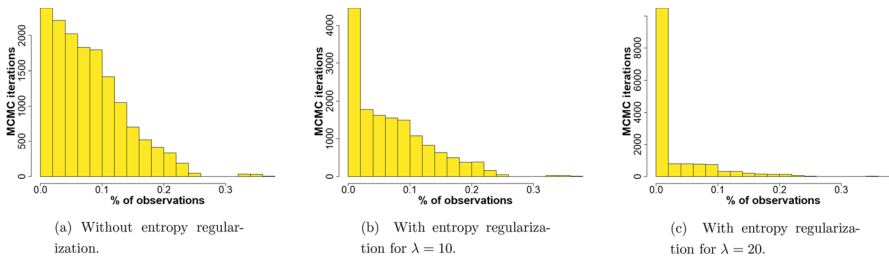 MCMC iterations
2000
1500
1000
500
0
0.0 0.1 0.2 0.3
% of observations
(a) Without entropy regular-
ization.
MCMC iterations
4000
3000
2000
1000
0
0.0 0.1 0.2 0.3
% of observations
(b) With entropy regulariza-
tion for λ = 10.
MCMC iterations
8000
6000
4000
2000
0
0.0 0.1 0.2 0.3
% of observations
(c) With entropy regulariza-
tion for λ = 20.